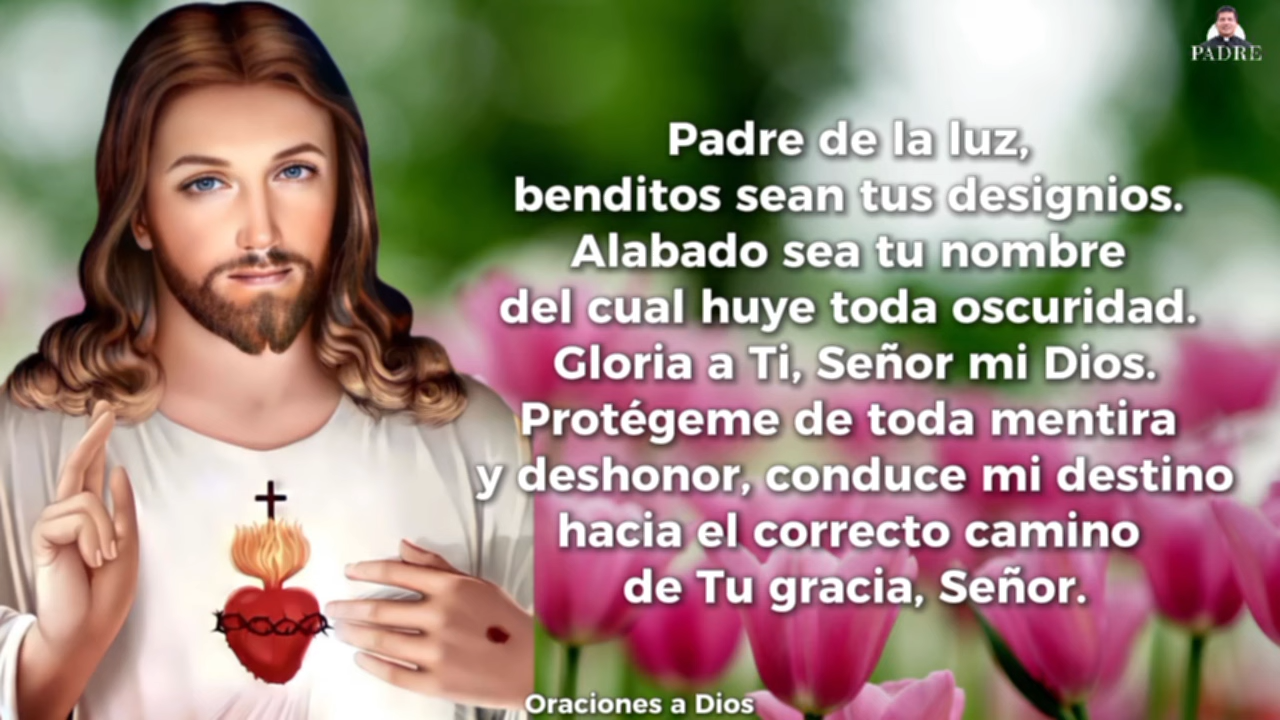 PADRE
Padre de la luz,
benditos sean tus designios.
Alabado sea tu nombre
del cual huye toda oscuridad.
Gloria a Ti, Señor mi Dios.
Protégeme de toda mentira
y deshonor, conduce mi destino
hacia el correcto camino
de Tu gracia, Señor.
Oraciones a Dios